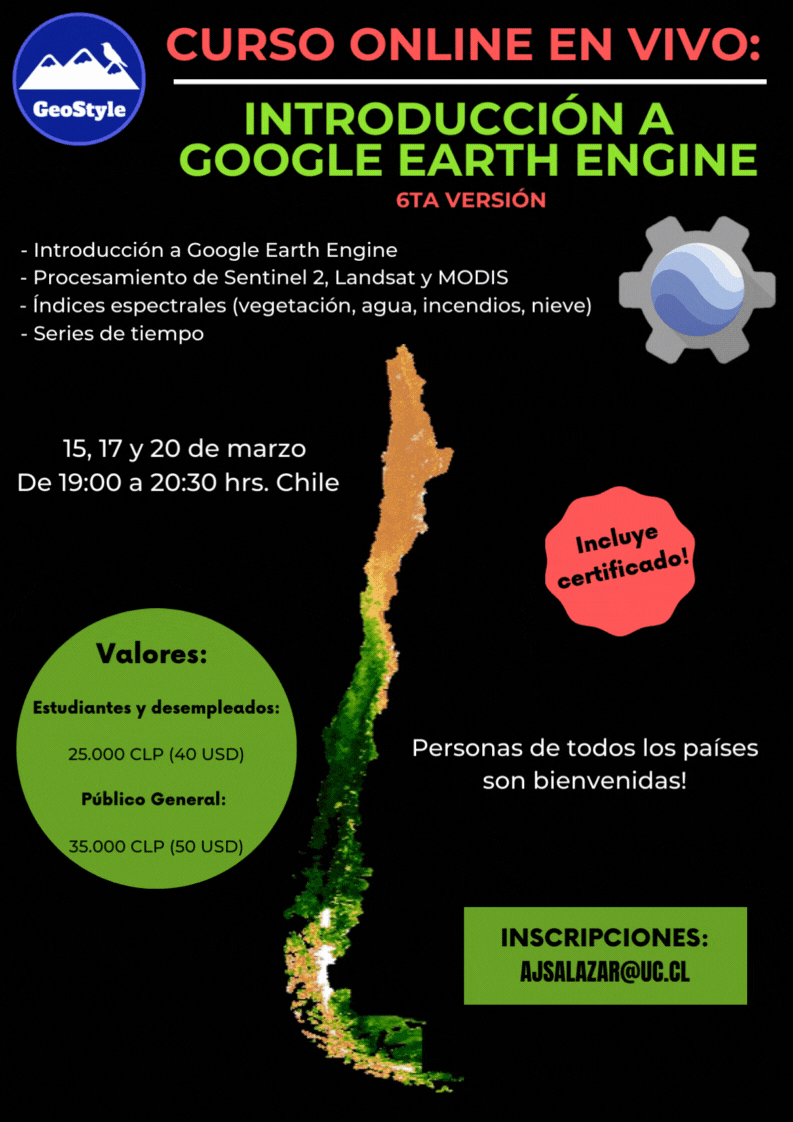 GeoStyle
CURSO ONLINE EN VIVO:
INTRODUCCIÓN A
GOOGLE EARTH ENGINE
6TA VERSIÓN
- Introducción a Google Earth Engine
- Procesamiento de Sentinel 2, Landsat y MODIS
- Índices espectrales (vegetación, agua, incendios, nieve)
- Series de tiempo
15, 17 y 20 de marzo
De 19:00 a 20:30 hrs. Chile
Incluye
certificado!
Valores:
Estudiantes y desempleados:
25.000 CLP (40 USD)
Público General:
35.000 CLP (50 USD)
Personas de todos los países
son bienvenidas!
INSCRIPCIONES:
AJSALAZAR@UC.CL